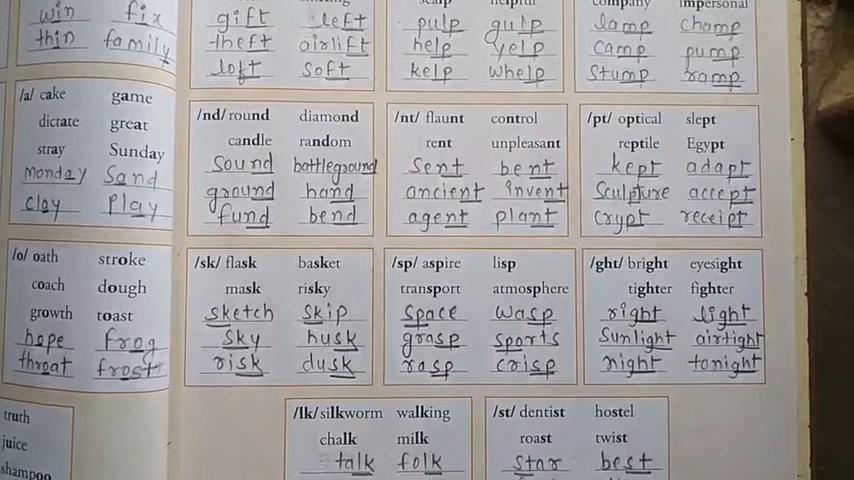 win fix
thin family
/a/ cake game
dictate great
stray Sunday
Monday Sand
clay Play
/o/ oath stroke
coach dough
growth toast
hope frog
throat frost
truth
juice
shampoo
gift left
theft airlift
loft soft
/nd/ round diamond
candle random
sound battleground
ground hand
fund bend
/sk/ flask basket
mask risky
sketch skip
sky husk
risk dusk
helpful
pulp gulp
help yelp
kelp whelp
/nt/ flaunt control
rent unpleasant
sent bent
ancient invent
agent plant
/sp/ aspire lisp
transport atmosphere
space wasp
grasp sports
rasp crisp
company impersonal
lamp champ
camp pump
stump ramp
/pt/ optical slept
reptile Egypt
kept adapt
sculpture accept
crypt receipt
/ght/ bright eyesight
tighter fighter
right light
Sunlight airtight
night tonight
/lk/ silkworm walking
chalk milk
talk folk
/st/ dentist hostel
roast twist
star best